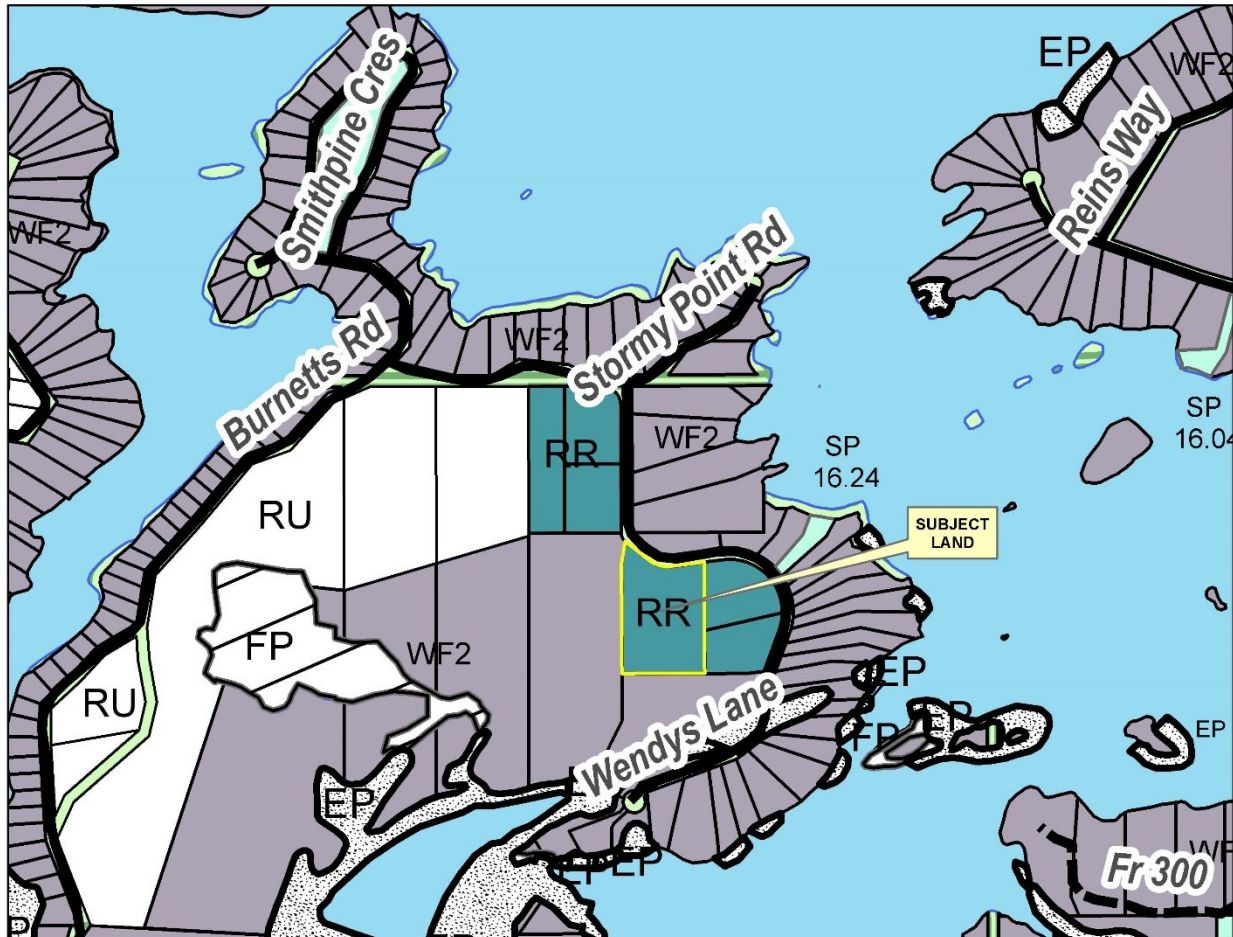 EP
WF2
Smithpine Cres
Reins Way
WF2
Stormy Point Rd
WF2
Burnetts Rd
SP
16.04
RR
WF2
SP
16.24
RU
SUBJECT
LAND
RR
FP
WF2
EP
RU
Wendys Lane
EP
FP
EP
EP
EP
EP
Fr 300